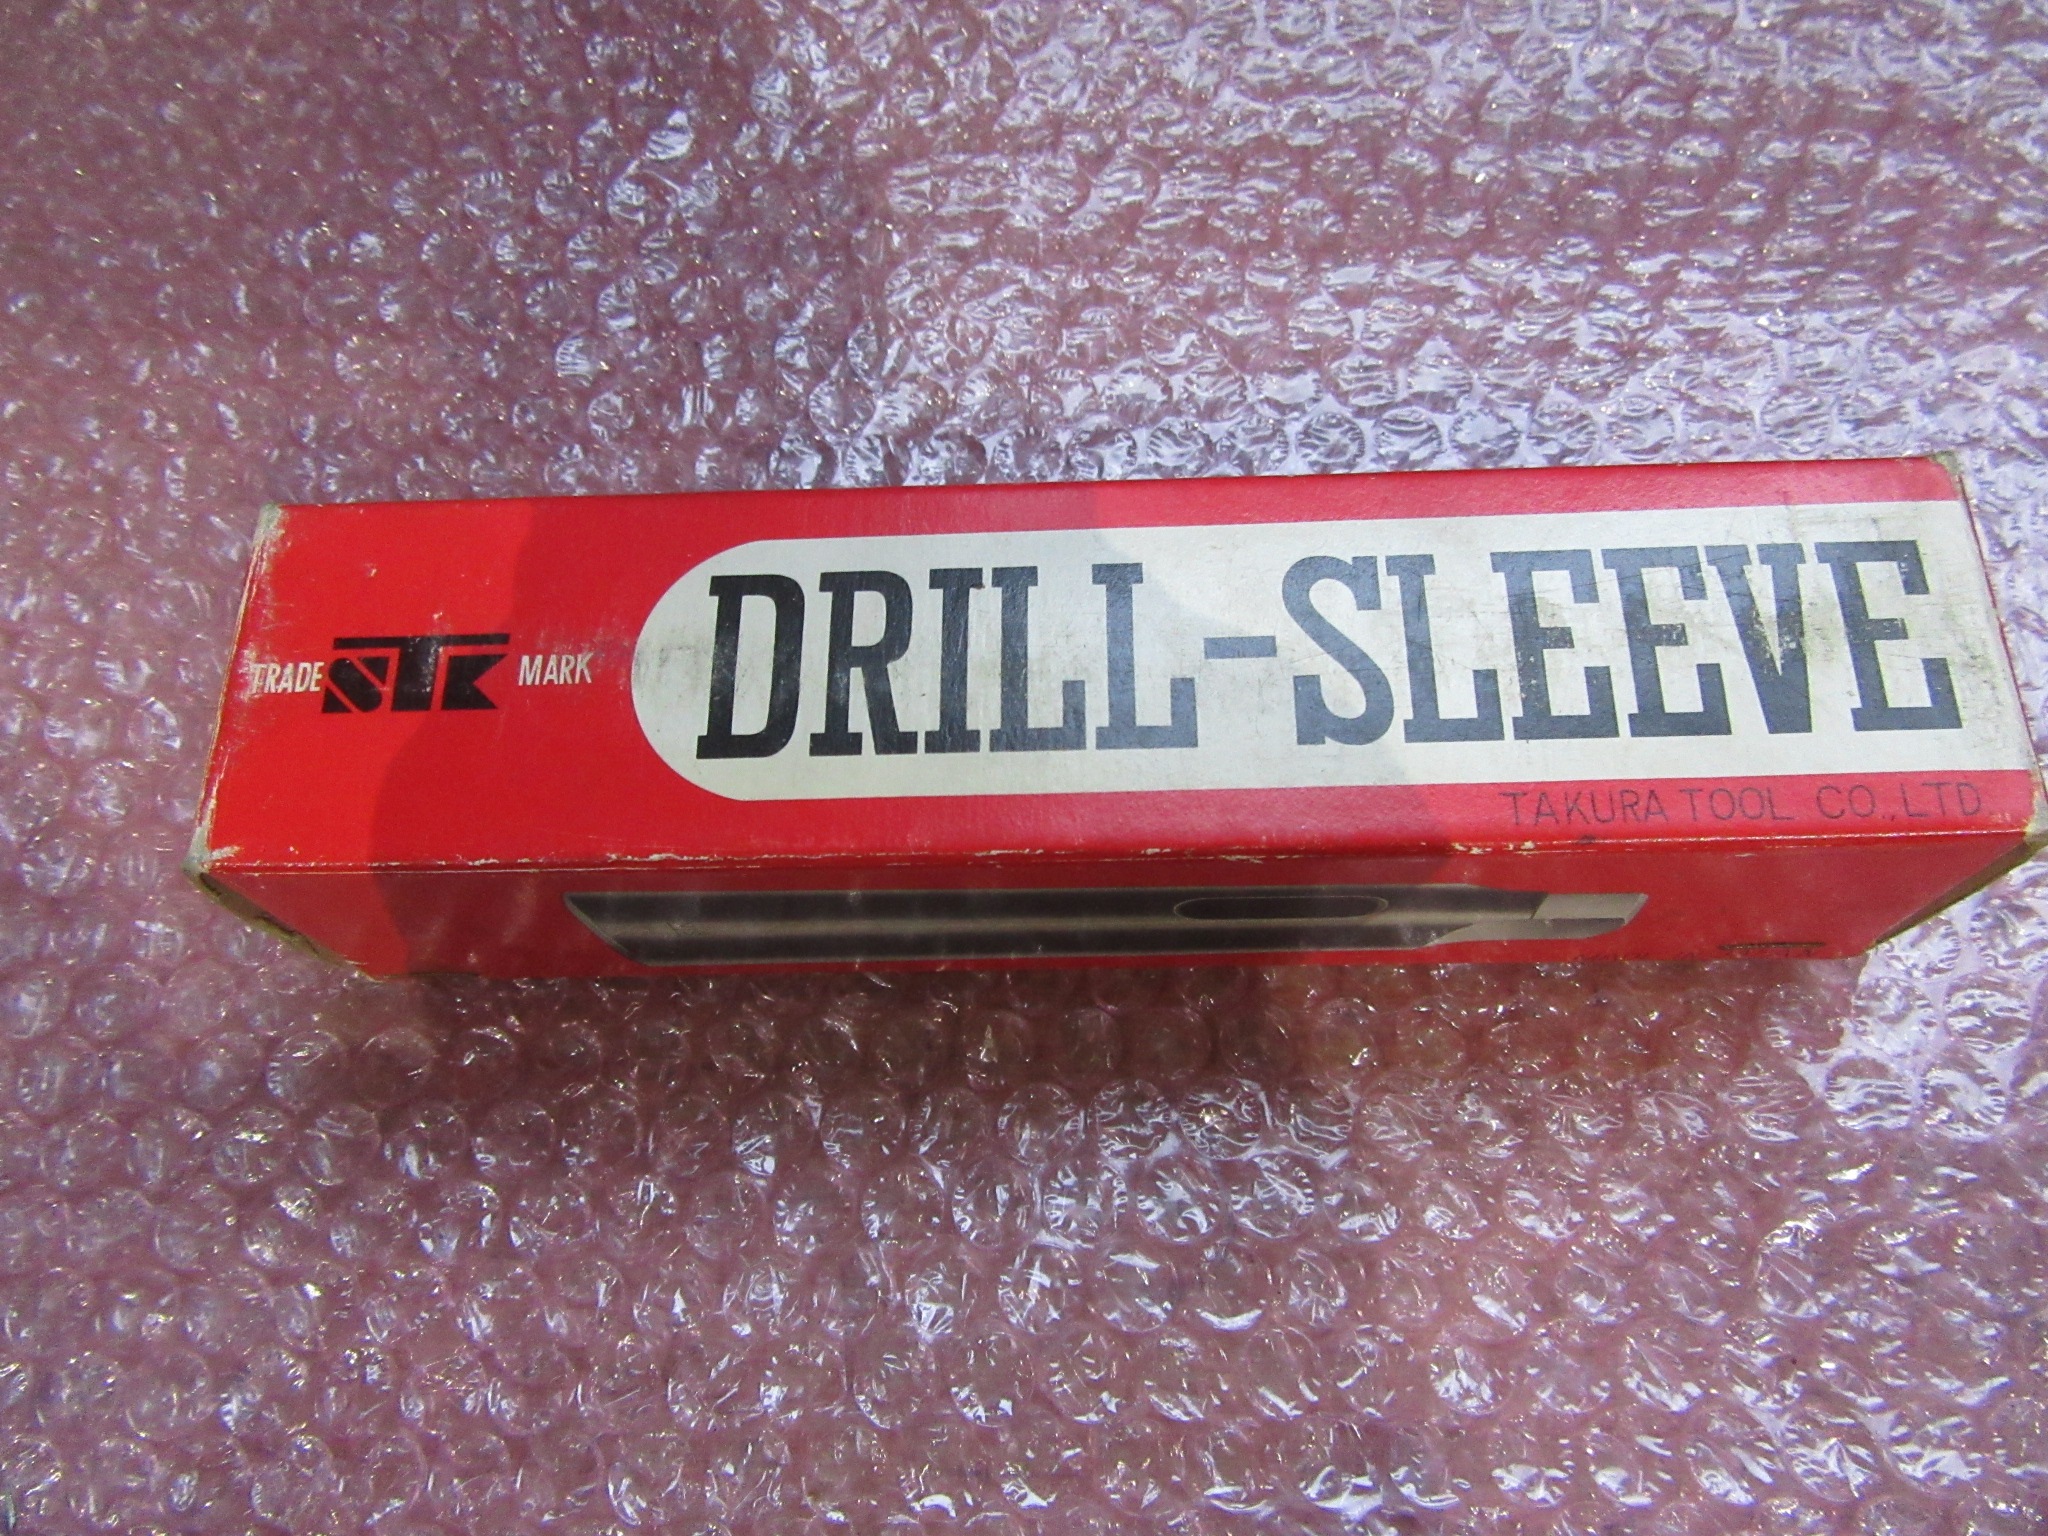 TRADE STK MARK
DRILL-SLEEVE
TAKURA TOOL CO.,LTD.